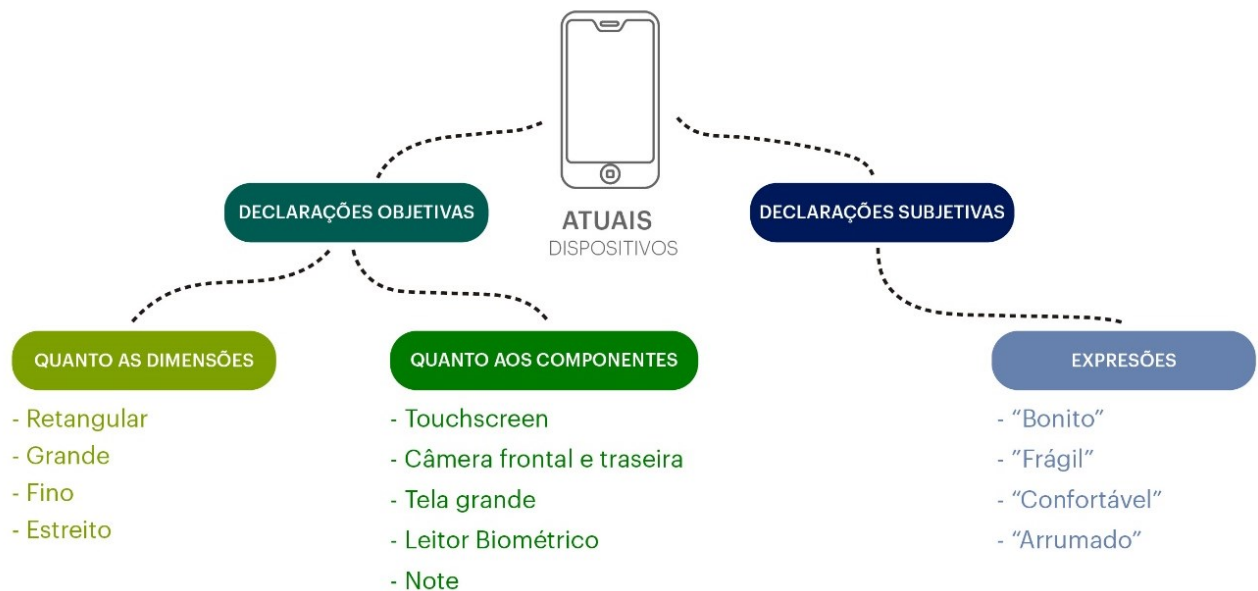 ATUAIS
DISPOSITIVOS
DECLARAÇÕES OBJETIVAS
DECLARAÇÕES SUBJETIVAS
QUANTO AS DIMENSÕES
- Retangular
- Grande
- Fino
- Estreito
QUANTO AOS COMPONENTES
- Touchscreen
- Câmera frontal e traseira
- Tela grande
- Leitor Biométrico
- Note
EXPRESÕES
- “Bonito”
- ”Frágil”
- “Confortável”
- “Arrumado”